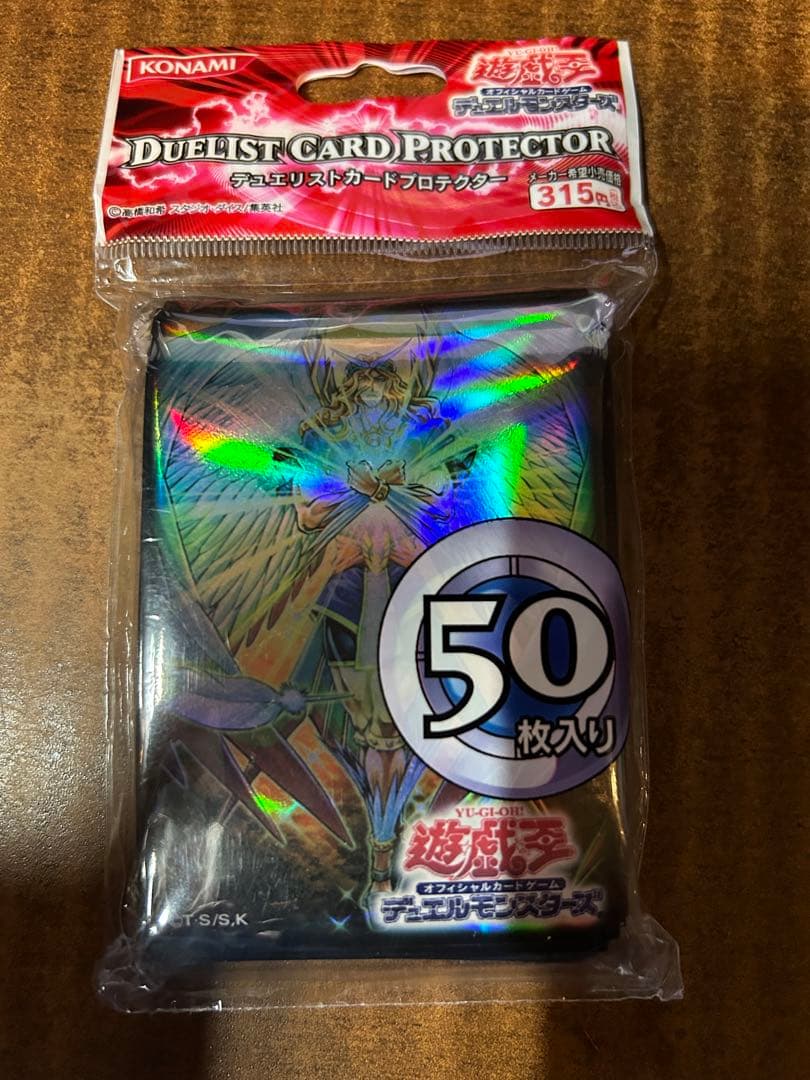 KONAMI
YU-GI-OH!
遊戯王
オフィシャルカードゲーム
デュエルモンスターズ
DUELIST CARD PROTECTOR
デュエリストカードプロテクター
メーカー希望小売価格
315円
©高橋和希 スタジオ・ダイス/集英社
50
枚入り
YU-GI-OH!
遊戯王
オフィシャルカードゲーム
デュエルモンスターズ
T・S/S,K